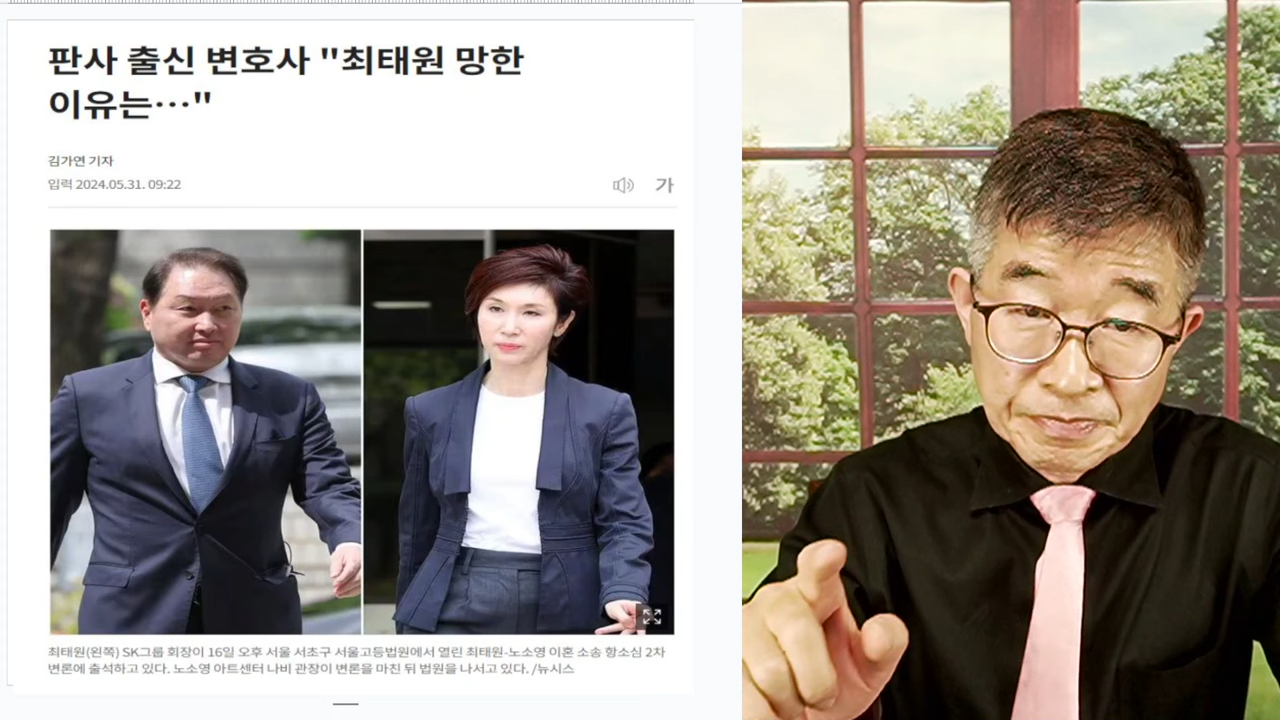 판사 출신 변호사 "최태원 망한
이유는…"
김가연 기자
입력 2024.05.31. 09:22
가
최태원(왼쪽) SK그룹 회장이 16일 오후 서울 서초구 서울고등법원에서 열린 최태원-노소영 이혼 소송 항소심 2차
변론에 출석하고 있다. 노소영 아트센터 나비 관장이 변론을 마친 뒤 법원을 나서고 있다. /뉴시스